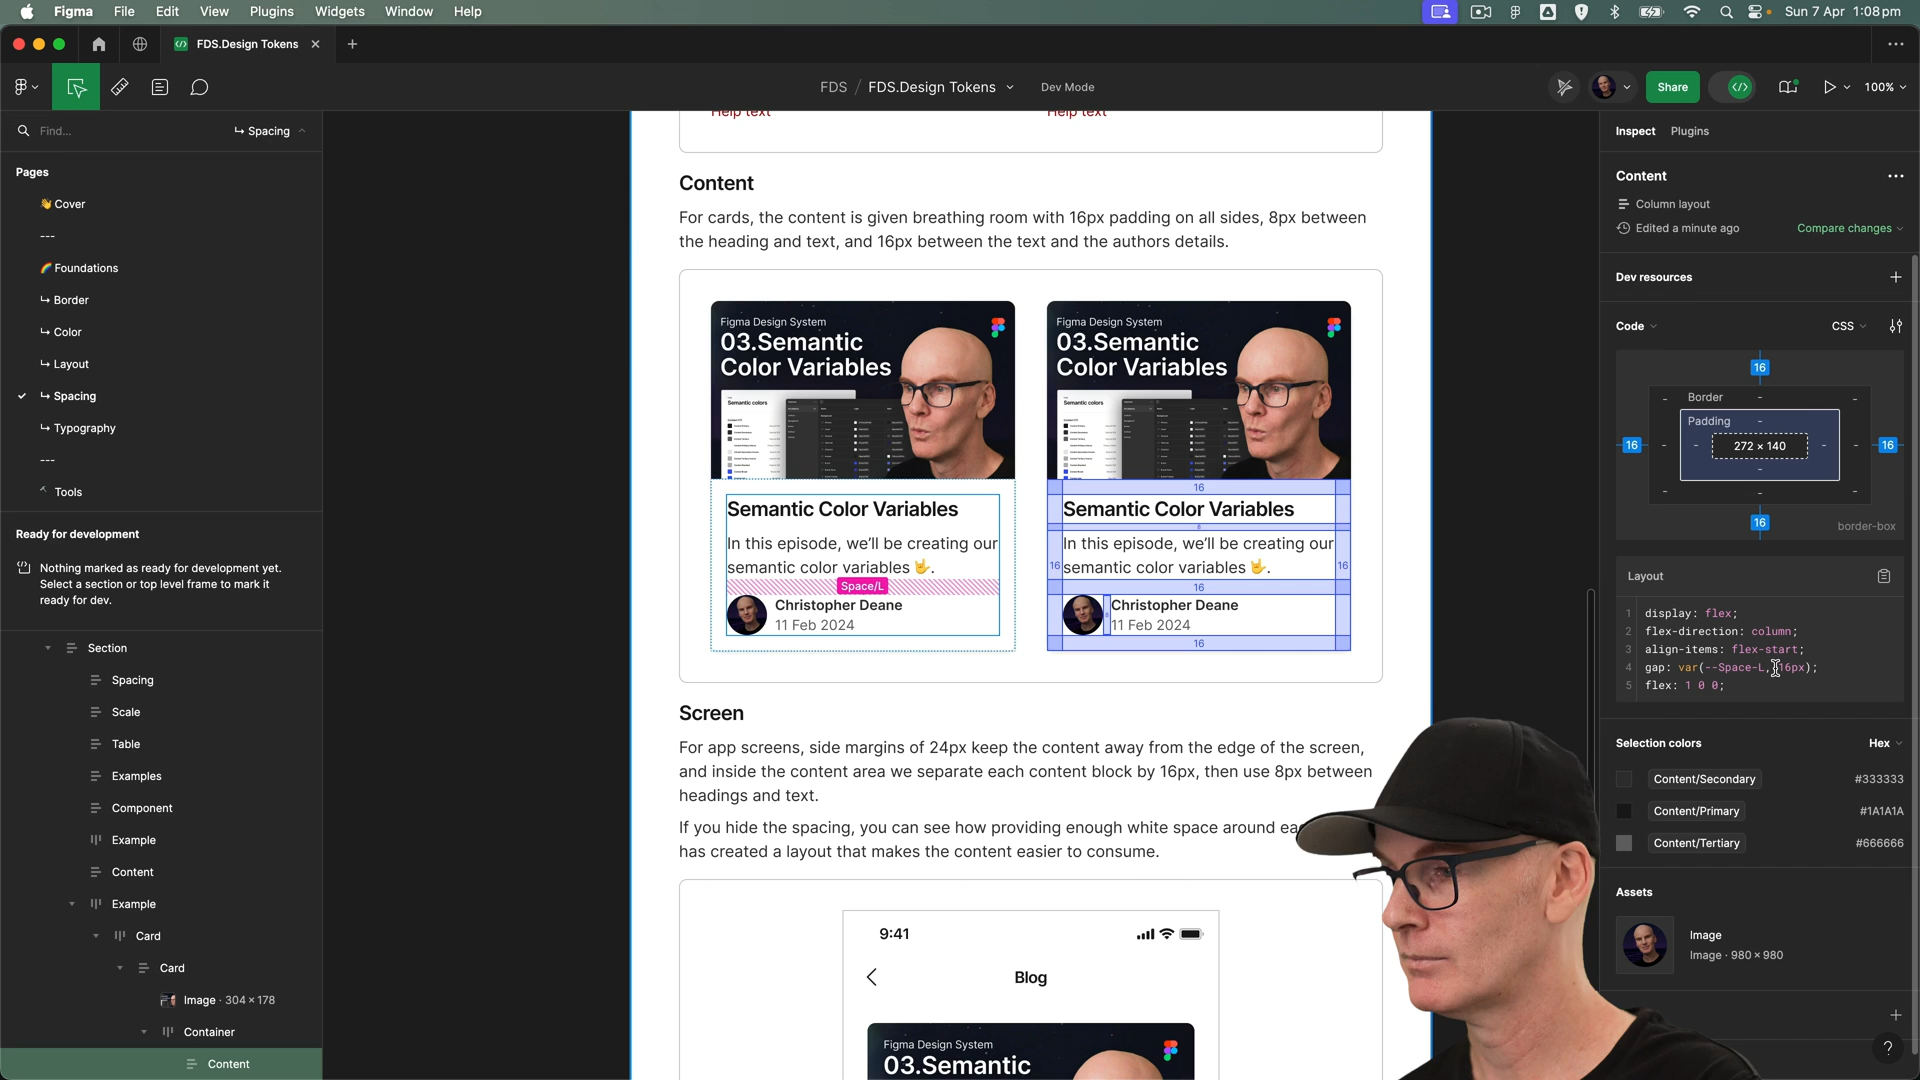 Figma File Edit View Plugins Widgets Window Help Sun 7 Apr 1:08pm
FDS.Design Tokens
FDS / FDS.Design Tokens Dev Mode Share 100%
Find... ↳ Spacing
Pages
👋 Cover
---
🌈 Foundations
↳ Border
↳ Color
↳ Layout
↳ Spacing
↳ Typography
---
Tools
Ready for development
Nothing marked as ready for development yet.
Select a section or top level frame to mark it
ready for dev.
Section
Spacing
Scale
Table
Examples
Component
Example
Content
Example
Card
Card
Image · 304 × 178
Container
Content
Help text Help text
Content
For cards, the content is given breathing room with 16px padding on all sides, 8px between
the heading and text, and 16px between the text and the authors details.
Figma Design System
03.Semantic
Color Variables
Semantic colors
Semantic Color Variables
In this episode, we'll be creating our
semantic color variables 🤟.
Space/L
Christopher Deane
11 Feb 2024
Figma Design System
03.Semantic
Color Variables
Semantic colors
16
Semantic Color Variables
8
In this episode, we'll be creating our
semantic color variables 🤟.
16 16
16
Christopher Deane
11 Feb 2024
16
Screen
For app screens, side margins of 24px keep the content away from the edge of the screen,
and inside the content area we separate each content block by 16px, then use 8px between
headings and text.
If you hide the spacing, you can see how providing enough white space around
has created a layout that makes the content easier to consume.
9:41
Blog
Figma Design System
03.Semantic
Inspect Plugins
Content
Column layout
Edited a minute ago Compare changes
Dev resources
Code CSS
16
Border -
Padding -
16 272 × 140 16
16
border-box
Layout
1 display: flex;
2 flex-direction: column;
3 align-items: flex-start;
4 gap: var(--Space-L, 16px);
5 flex: 1 0 0;
Selection colors Hex
Content/Secondary #333333
Content/Primary #1A1A1A
Content/Tertiary #666666
Assets
Image
Image · 980 × 980
?